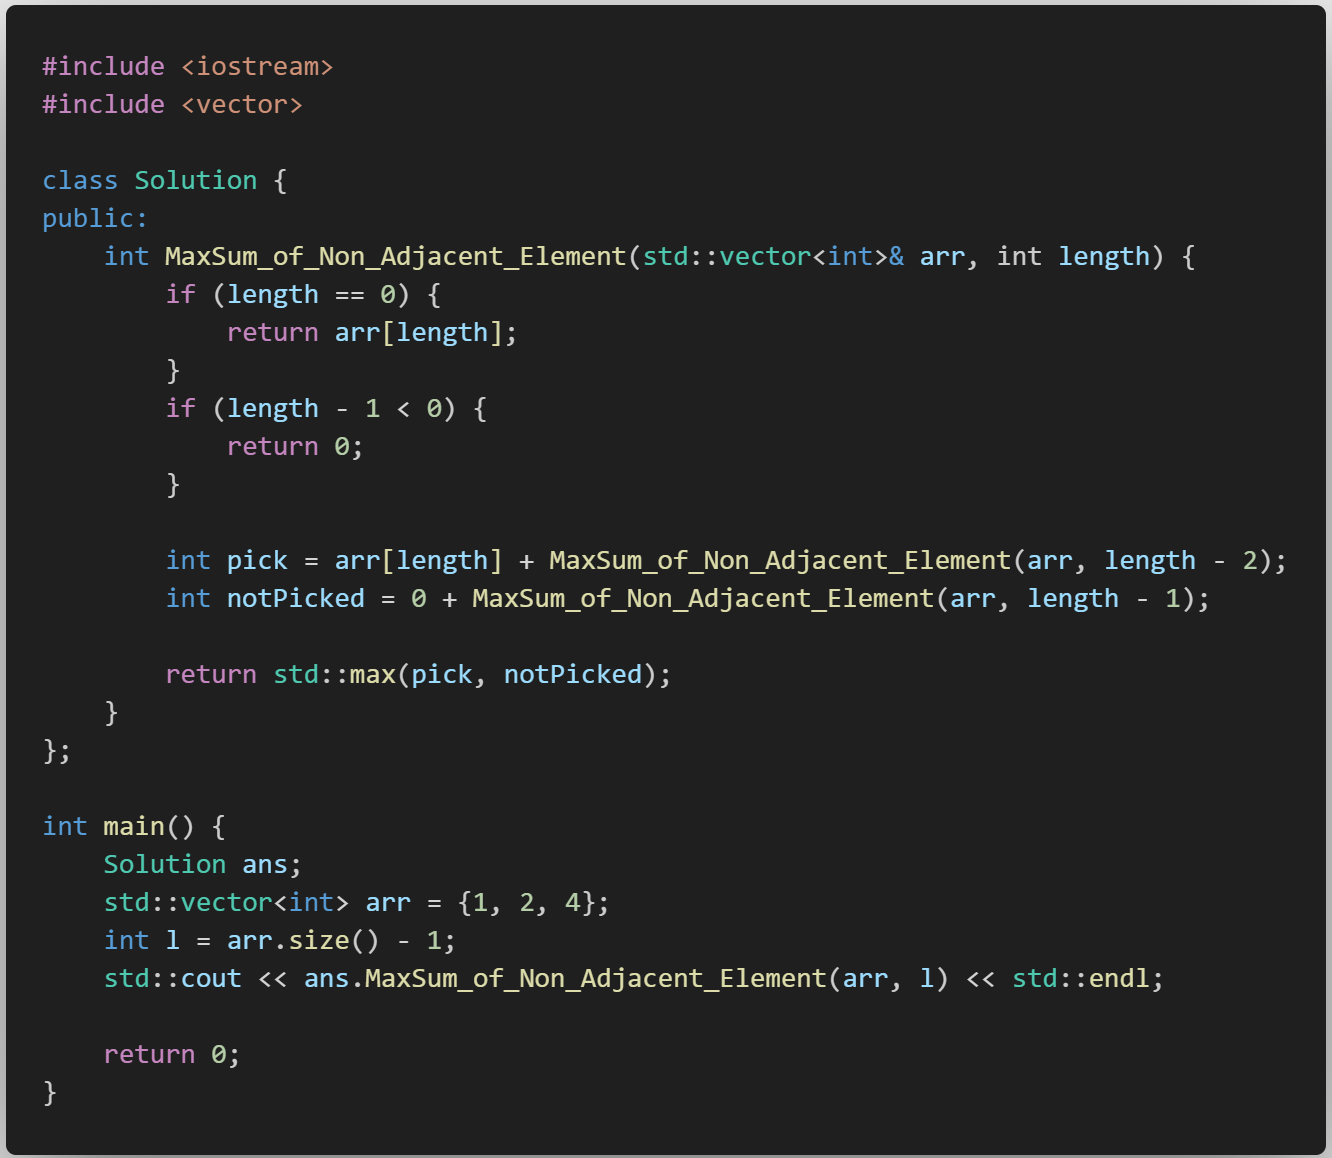 #include <iostream>
#include <vector>

class Solution {
public:
    int MaxSum_of_Non_Adjacent_Element(std::vector<int>& arr, int length) {
        if (length == 0) {
            return arr[length];
        }
        if (length - 1 < 0) {
            return 0;
        }

        int pick = arr[length] + MaxSum_of_Non_Adjacent_Element(arr, length - 2);
        int notPicked = 0 + MaxSum_of_Non_Adjacent_Element(arr, length - 1);

        return std::max(pick, notPicked);
    }
};

int main() {
    Solution ans;
    std::vector<int> arr = {1, 2, 4};
    int l = arr.size() - 1;
    std::cout << ans.MaxSum_of_Non_Adjacent_Element(arr, l) << std::endl;

    return 0;
}